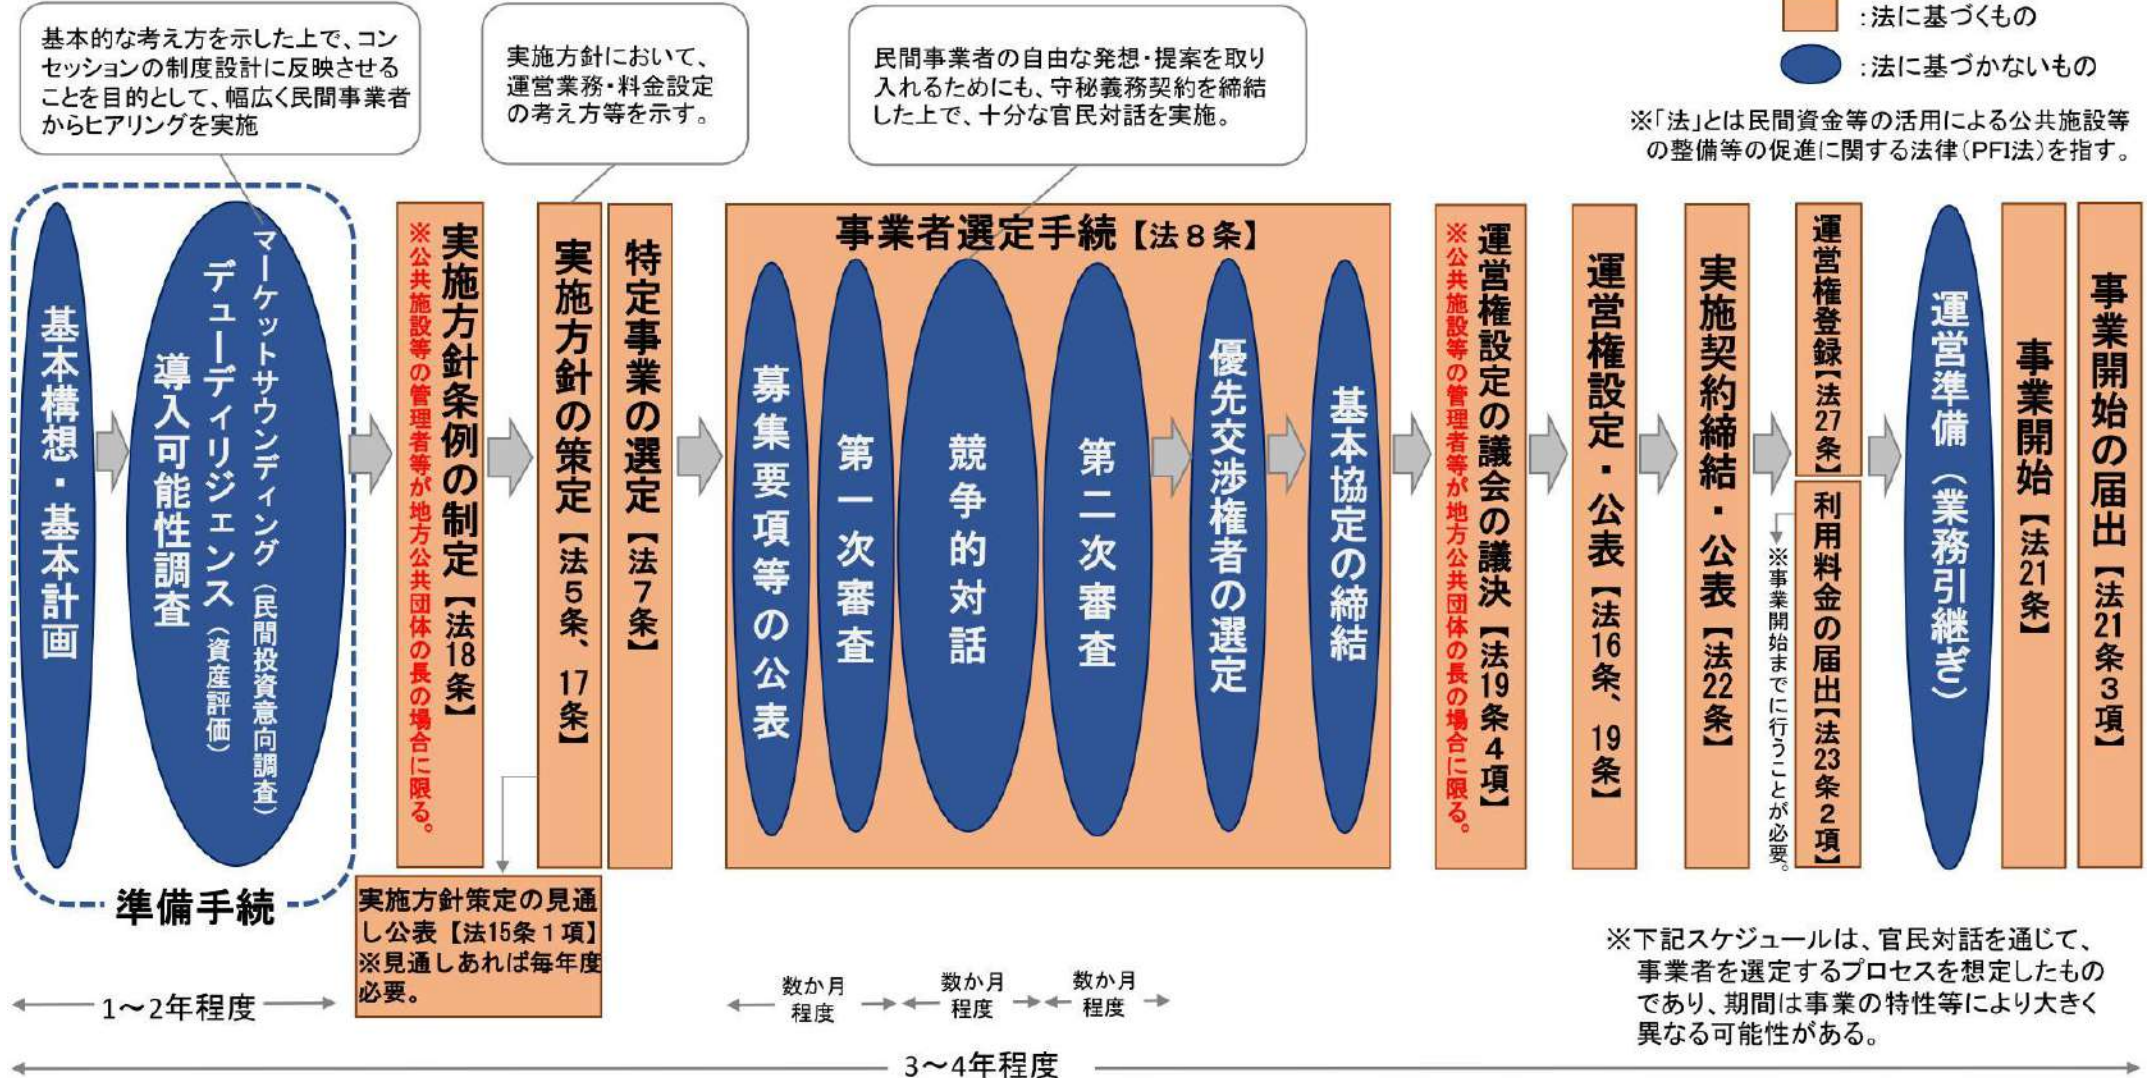 基本的な考え方を示した上で、コン
セッションの制度設計に反映させる
ことを目的として、幅広く民間事業者
からヒアリングを実施
実施方針において、
運営業務・料金設定
の考え方等を示す。
民間事業者の自由な発想・提案を取り
入れるためにも、守秘義務契約を締結
した上で、十分な官民対話を実施。
:法に基づくもの
:法に基づかないもの
※「法」とは民間資金等の活用による公共施設等
の整備等の促進に関する法律（PFI法）を指す。
基本構想・基本計画
マーケットサウンディング（民間投資意向調査）
デューディリジェンス（資産評価）
導入可能性調査
準備手続
実施方針条例の制定【法18条】
※公共施設等の管理者等が地方公共団体の長の場合に限る。
実施方針の策定【法5条、17条】
特定事業の選定【法7条】
実施方針策定の見通
し公表【法15条１項】
※見通しあれば毎年度
必要。
事業者選定手続【法８条】
募集要項等の公表
第一次審査
競争的対話
第二次審査
優先交渉権者の選定
基本協定の締結
運営権設定の議会の議決【法19条４項】
※公共施設等の管理者等が地方公共団体の長の場合に限る。
運営権設定・公表【法16条、19条】
実施契約締結・公表【法22条】
運営権登録【法27条】
利用料金の届出【法23条２項】
※事業開始までに行うことが必要。
運営準備（業務引継ぎ）
事業開始【法21条】
事業開始の届出【法21条３項】
※下記スケジュールは、官民対話を通じて、
事業者を選定するプロセスを想定したもの
であり、期間は事業の特性等により大きく
異なる可能性がある。
1～2年程度
数か月
程度
数か月
程度
数か月
程度
3～4年程度